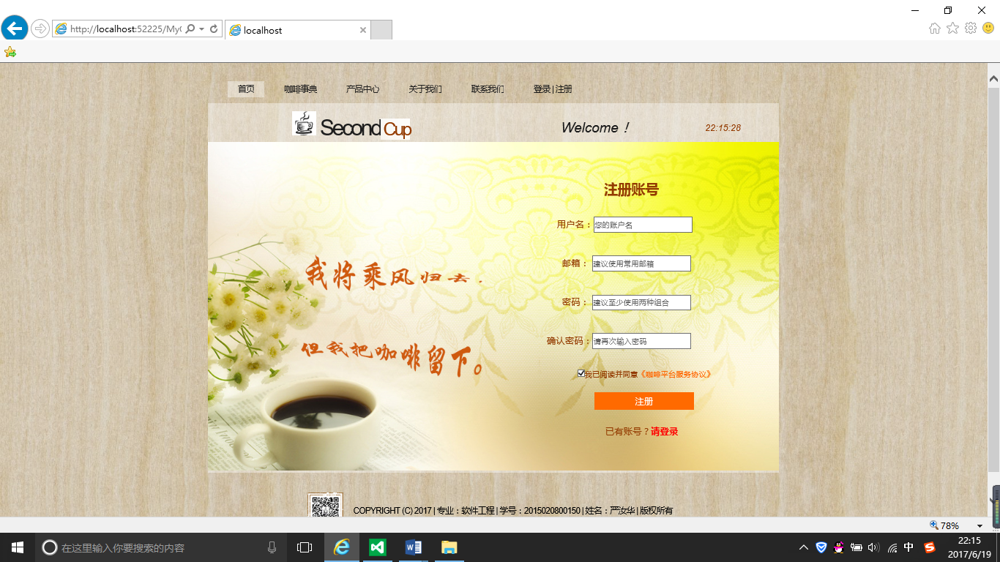 http://localhost:52225/My
localhost
首页 咖啡事典 产品中心 关于我们 联系我们 登录 | 注册
Second Cup Welcome！ 22:15:28
注册账号
用户名： 您的账户名
邮箱： 建议使用常用邮箱
我将乘风归去.
密码： 建议至少使用两种组合
确认密码： 请再次输入密码
但我把咖啡留下。
我已阅读并同意《咖啡平台服务协议》
注册
已有账号？请登录
COPYRIGHT (C) 2017 | 专业：软件工程 | 学号：2015020800150 | 姓名：严汝华 | 版权所有
78%
在这里输入你要搜索的内容
中
22:15
2017/6/19